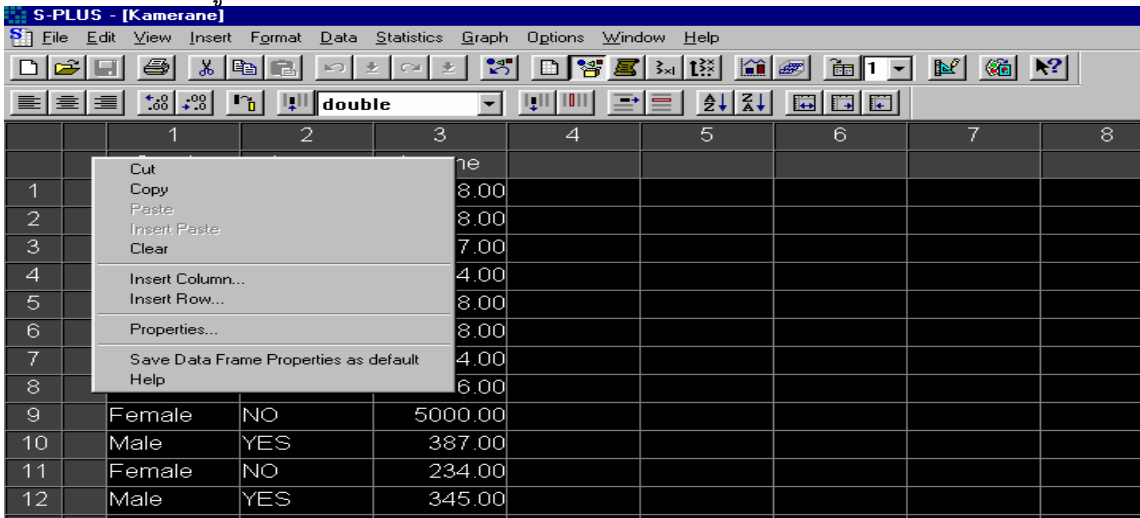 S-PLUS - [Kamerane]
File Edit View Insert Format Data Statistics Graph Options Window Help
1
double
1 2 3 4 5 6 7 8
1 8.00
2 8.00
3 7.00
4 4.00
5 8.00
6 8.00
7 4.00
8 6.00
Cut
Copy
Paste
Insert Paste
Clear
Insert Column...
Insert Row...
Properties...
Save Data Frame Properties as default
Help
9 Female NO 5000.00
10 Male YES 387.00
11 Female NO 234.00
12 Male YES 345.00